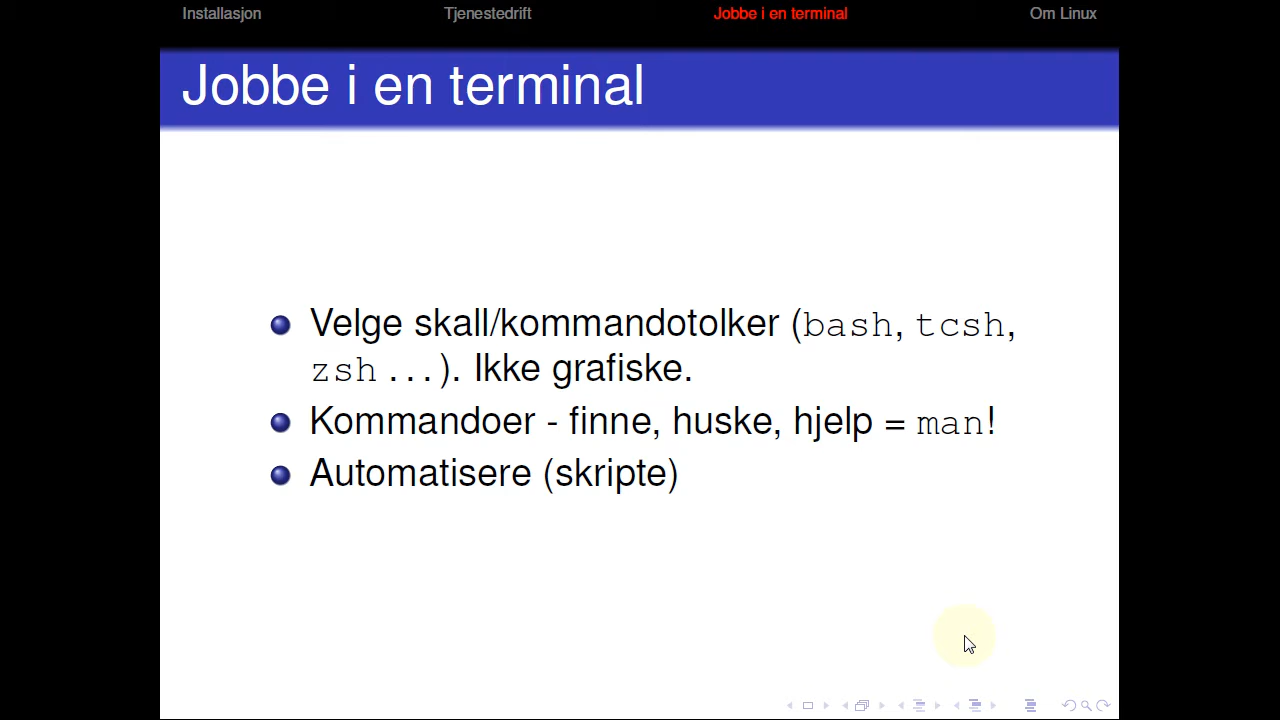 Installasjon Tjenestedrift Jobbe i en terminal Om Linux
Jobbe i en terminal
Velge skall/kommandotolker (bash, tcsh,
zsh ...). Ikke grafiske.
Kommandoer - finne, huske, hjelp = man!
Automatisere (skripte)